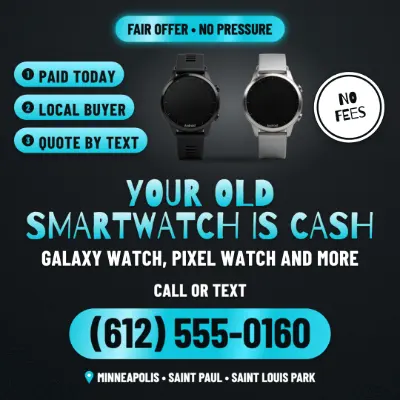 FAIR OFFER • NO PRESSURE
1 PAID TODAY
2 LOCAL BUYER
3 QUOTE BY TEXT
NO
FEES
YOUR OLD
SMARTWATCH IS CASH
GALAXY WATCH, PIXEL WATCH AND MORE
CALL OR TEXT
(612) 555-0160
MINNEAPOLIS • SAINT PAUL • SAINT LOUIS PARK